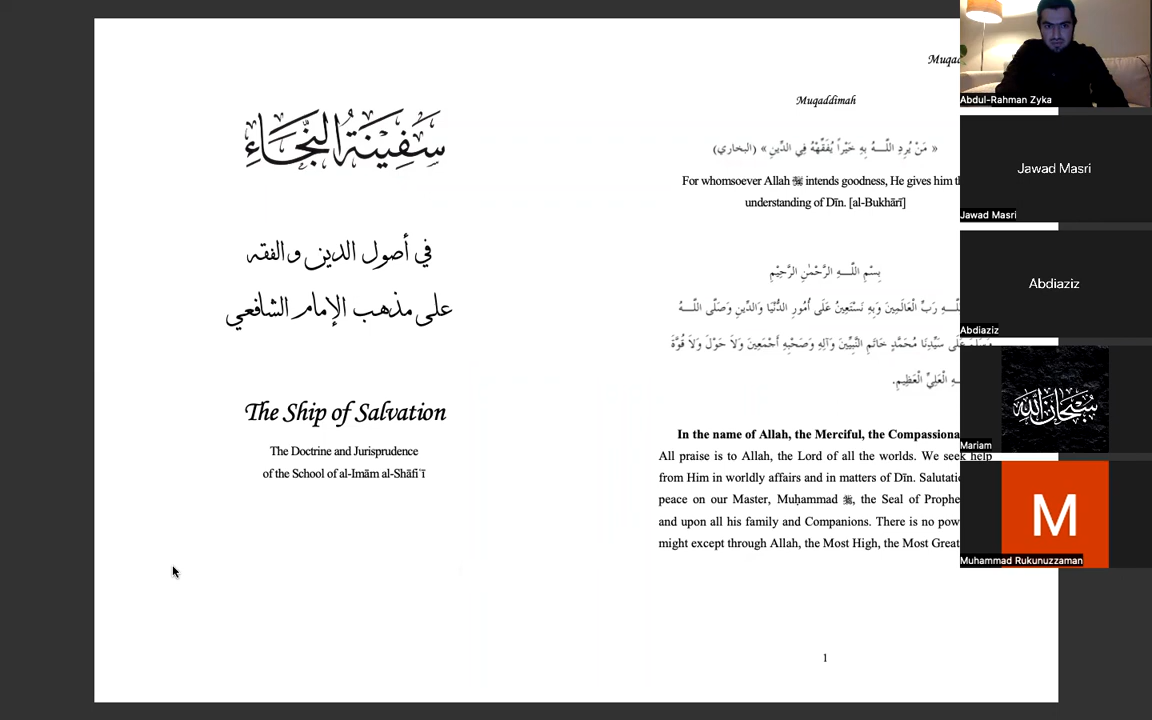 سَفِيْنَةُ النَّجَاءِ
في أصول الدين والفقه
على مذهب الإمام الشافعي
The Ship of Salvation
The Doctrine and Jurisprudence
of the School of al-Imām al-Shāfiʿī
Muqaddimah
« مَنْ يُرِدِ اللَّـهُ بِهِ خَيْراً يُفَقِّهْهُ فِي الدِّينِ » (البخاري)
For whomsoever Allah ﷻ intends goodness, He gives him
understanding of Dīn. [al-Bukhārī]
بِسْمِ اللَّـهِ الرَّحْمٰنِ الرَّحِيْمِ
رَبِّ الْعَالَمِينَ وَبِهِ نَسْتَعِينُ عَلَى أُمُورِ الدُّنْيَا وَالدِّينِ وَصَلَّى اللَّـهُ
وَسَلَّمَ عَلَى سَيِّدِنَا مُحَمَّدٍ خَاتَمِ النَّبِيِّينَ وَآلِهِ وَصَحْبِهِ أَجْمَعِينَ وَلاَ حَوْلَ وَلاَ قُوَّةَ
الْعَلِيِّ الْعَظِيمِ.
In the name of Allah, the Merciful, the Compassiona
All praise is to Allah, the Lord of all the worlds. We seek help
from Him in worldly affairs and in matters of Dīn. Salutati
peace on our Master, Muḥammad ﷺ, the Seal of Prophe
and upon all his family and Companions. There is no pow
might except through Allah, the Most High, the Most Great
1
Abdul-Rahman Zyka
Jawad Masri
Jawad Masri
Abdiaziz
Abdiaziz
سُبْحَانَ اللَّه
Mariam
M
Muhammad Rukunuzzaman